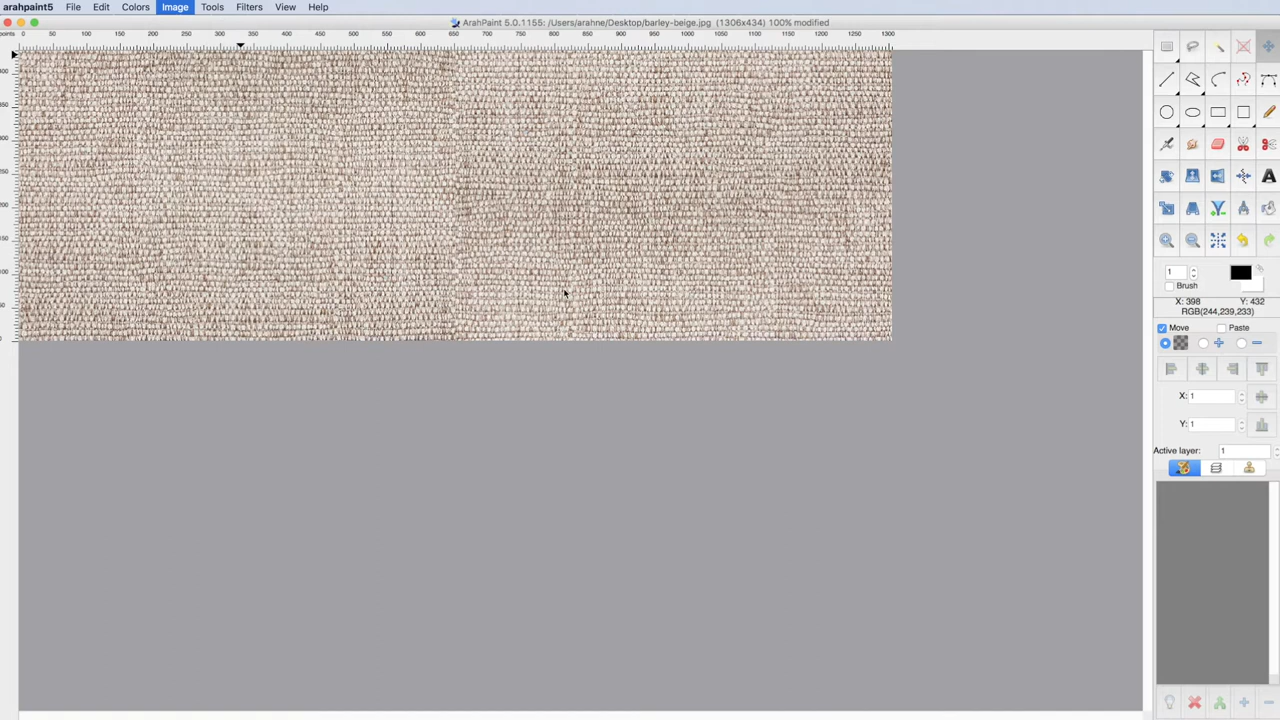 arahpaint5 File Edit Colors Image Tools Filters View Help
ArahPaint 5.0.1155: /Users/arahne/Desktop/barley-beige.jpg (1306x434) 100% modified
points 0 50 100 150 200 250 300 350 400 450 500 550 600 650 700 750 800 850 900 950 1000 1050 1100 1150 1200 1250 1300
A
1
Brush
X: 398 Y: 432
RGB(244,239,233)
Move Paste
X: 1
Y: 1
Active layer: 1